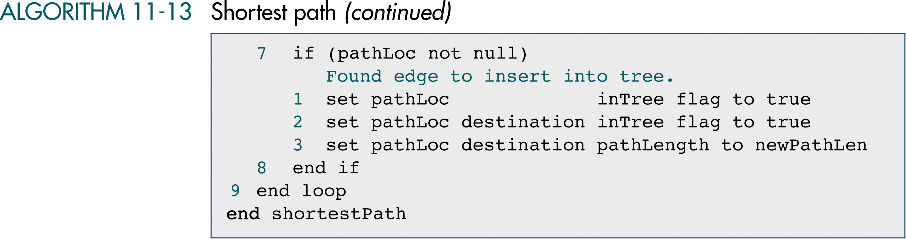 ALGORITHM 11-13 Shortest path (continued)
7 if (pathLoc not null)
Found edge to insert into tree.
1 set pathLoc inTree flag to true
2 set pathLoc destination inTree flag to true
3 set pathLoc destination pathLength to newPathLen
8 end if
9 end loop
end shortestPath